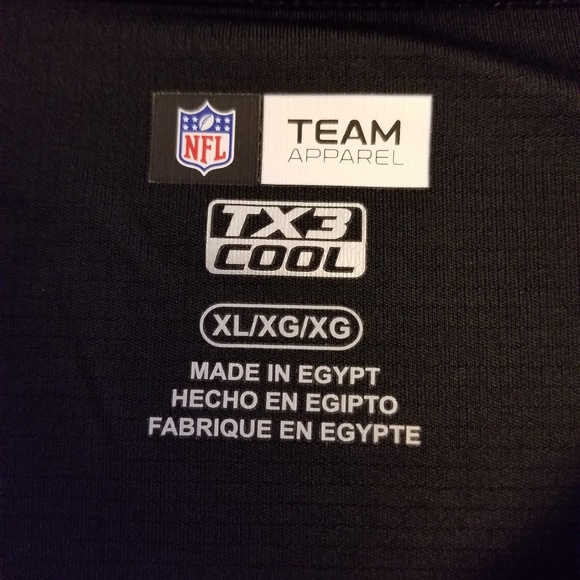 NFL
TEAM
APPAREL
TX3
COOL
XL/XG/XG
MADE IN EGYPT
HECHO EN EGIPTO
FABRIQUE EN EGYPTE